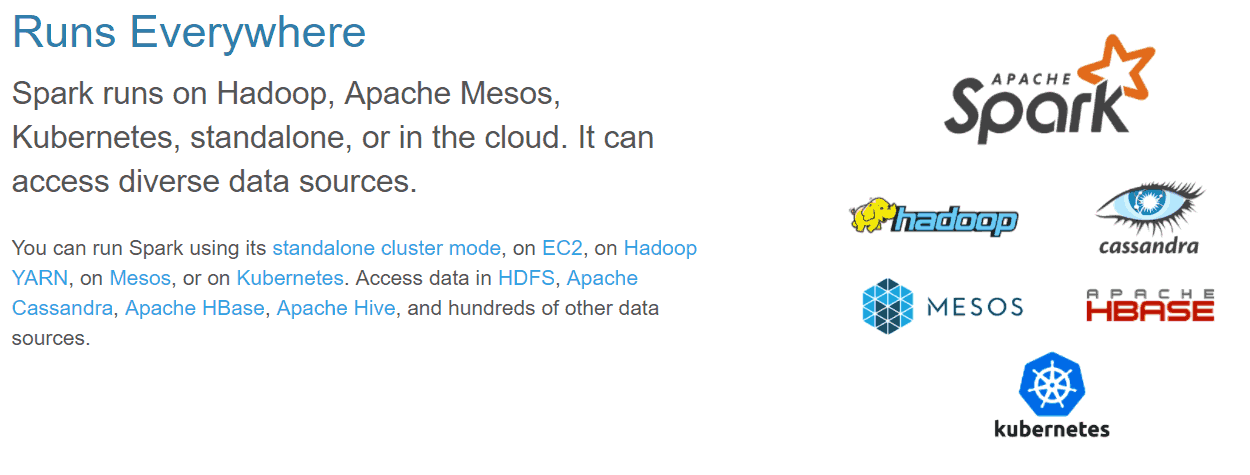 Runs Everywhere
Spark runs on Hadoop, Apache Mesos,
Kubernetes, standalone, or in the cloud. It can
access diverse data sources.
You can run Spark using its standalone cluster mode, on EC2, on Hadoop
YARN, on Mesos, or on Kubernetes. Access data in HDFS, Apache
Cassandra, Apache HBase, Apache Hive, and hundreds of other data
sources.
APACHE
Spark
hadoop
cassandra
MESOS
APACHE
HBASE
kubernetes